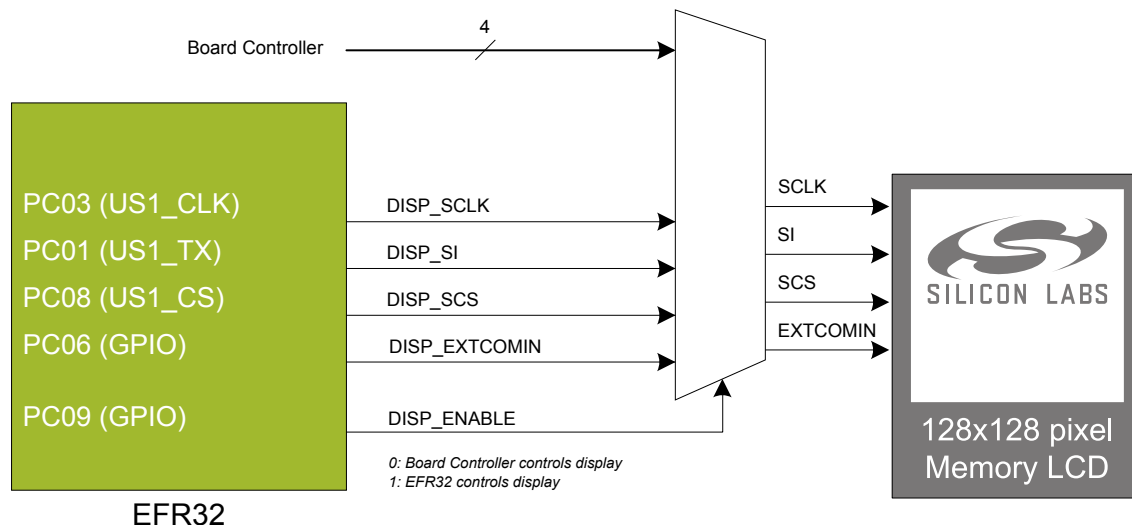 4
Board Controller
PC03 (US1_CLK)
PC01 (US1_TX)
PC08 (US1_CS)
PC06 (GPIO)
PC09 (GPIO)
DISP_SCLK
DISP_SI
DISP_SCS
DISP_EXTCOMIN
DISP_ENABLE
0: Board Controller controls display
1: EFR32 controls display
EFR32
SCLK
SI
SCS
EXTCOMIN
SILICON LABS
128x128 pixel
Memory LCD